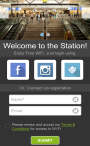 Welcome to the Station!
Enjoy Free WiFi. Just login using:
Or, Connect via registration
Name*
Email*
Please review and accept our Terms &
Conditions for access to Wi-Fi.
SUBMIT